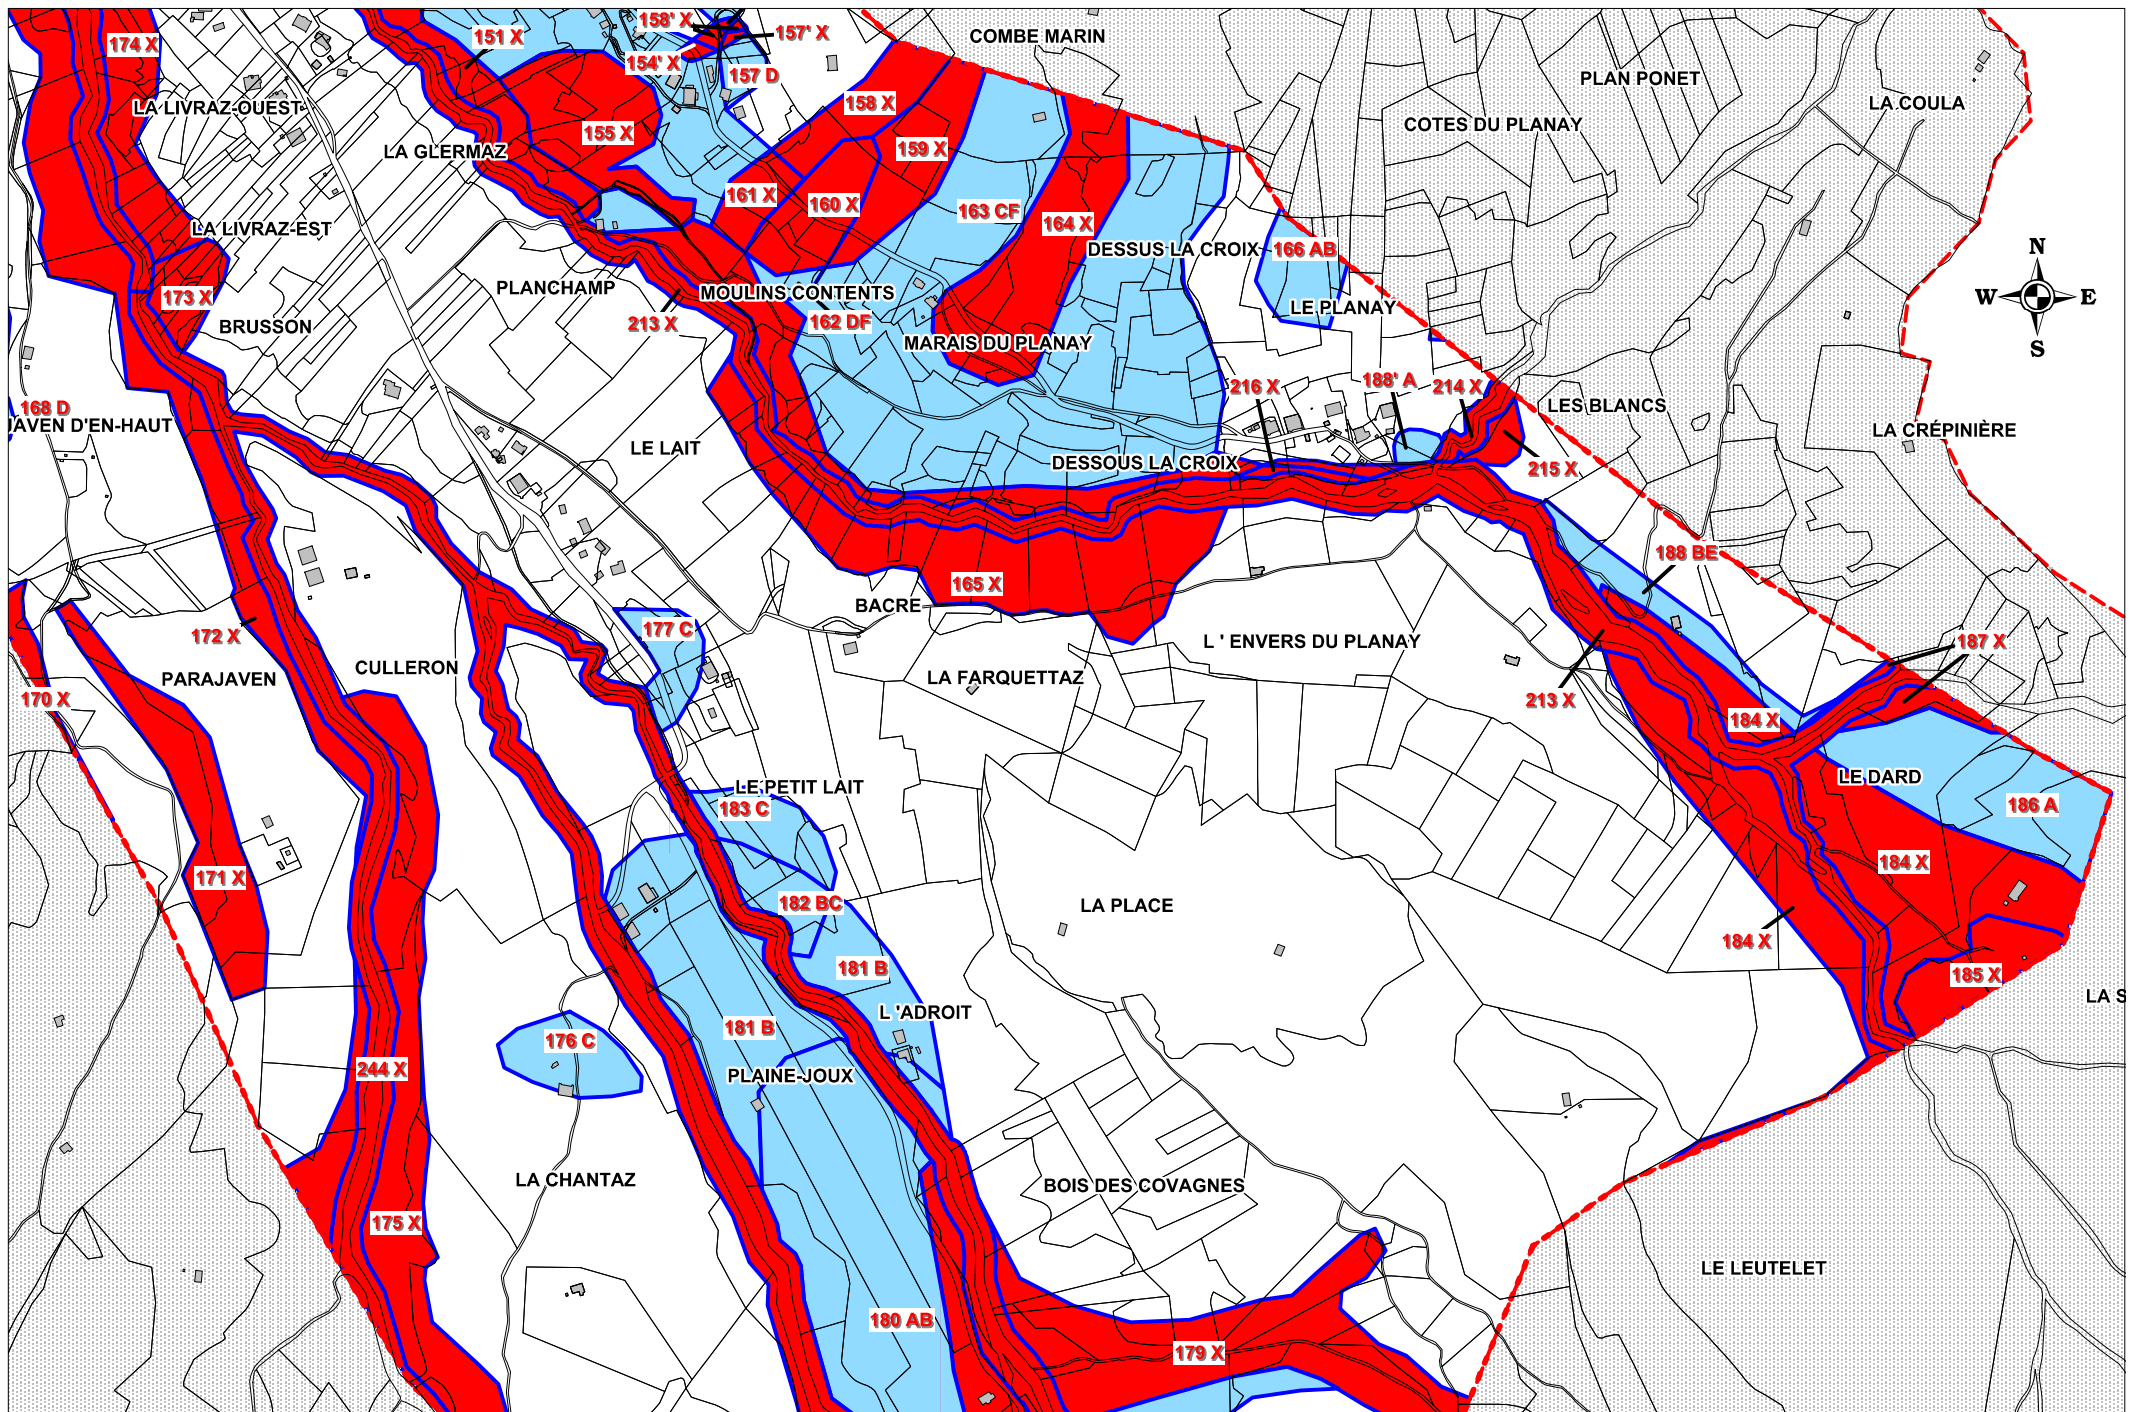 158' X
COMBE MARIN
151 X
157' X
174 X
154' X
157 D
PLAN PONET
LA LIVRAZ-OUEST
158 X
LA COULA
155 X
COTES DU PLANAY
LA GLERMAZ
159 X
161 X
160 X
163 CF
164 X
LA LIVRAZ-EST
DESSUS LA CROIX
166 AB
N
W
E
S
173 X
PLANCHAMP
MOULINS CONTENTS
LE PLANAY
BRUSSON
213 X
162 DF
MARAIS DU PLANAY
216 X
188' A
214 X
168 D
LES BLANCS
JAVEN D'EN-HAUT
LA CRÉPINIÈRE
LE LAIT
DESSOUS LA CROIX
215 X
188 BE
165 X
BACRE
172 X
177 C
L ' ENVERS DU PLANAY
187 X
CULLERON
PARAJAVEN
LA FARQUETTAZ
170 X
213 X
184 X
LE PETIT LAIT
LE DARD
183 C
186 A
184 X
171 X
182 BC
LA PLACE
184 X
181 B
185 X
LA S
L 'ADROIT
181 B
176 C
244 X
PLAINE-JOUX
LA CHANTAZ
BOIS DES COVAGNES
175 X
LE LEUTELET
180 AB
179 X